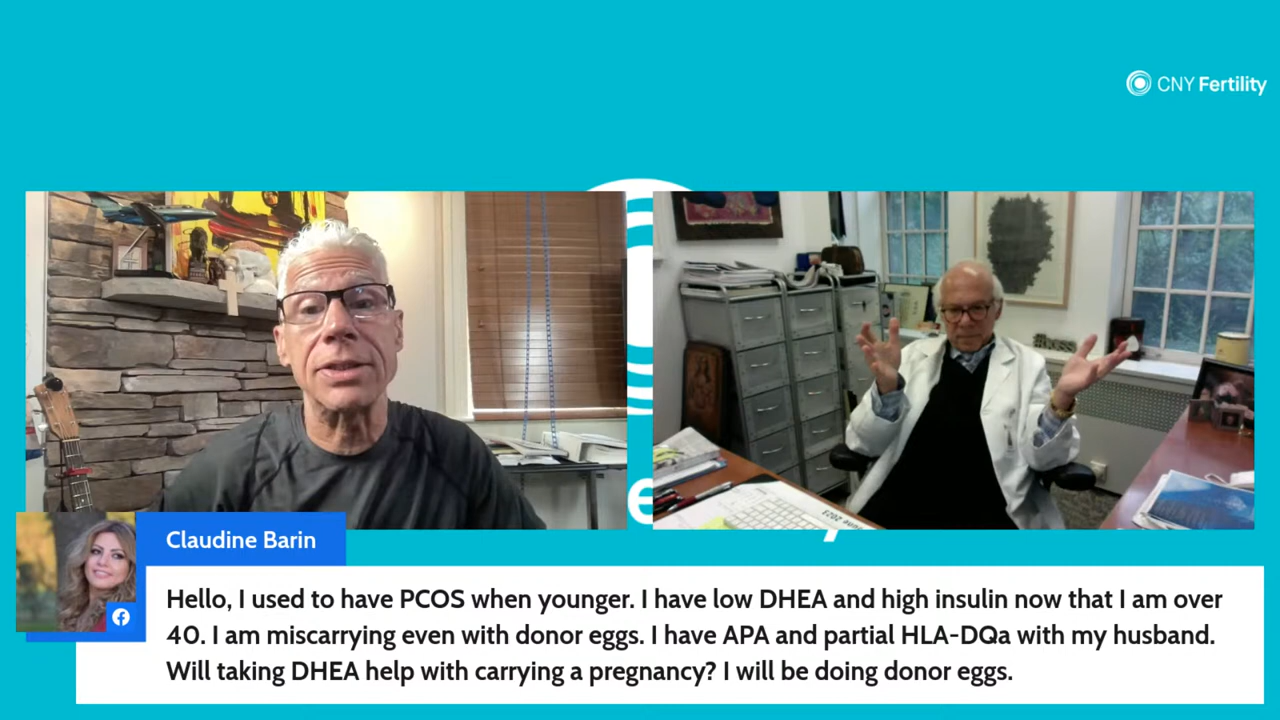 CNY Fertility
Claudine Barin
Hello, I used to have PCOS when younger. I have low DHEA and high insulin now that I am over
40. I am miscarrying even with donor eggs. I have APA and partial HLA-DQa with my husband.
Will taking DHEA help with carrying a pregnancy? I will be doing donor eggs.